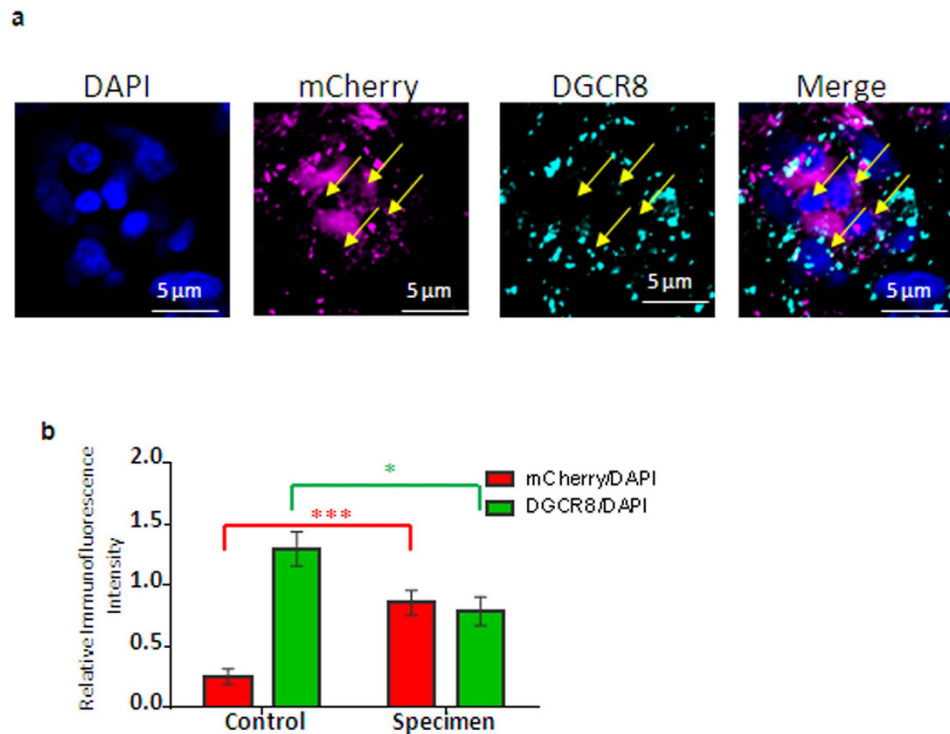 a
DAPI
mCherry
DGCR8
Merge
5 µm
5 µm
5 µm
5 µm
b
Relative Immunofluorescence
Intensity
2.0
1.5
1.0
0.5
0.0
***
*
mCherry/DAPI
DGCR8/DAPI
Control
Specimen